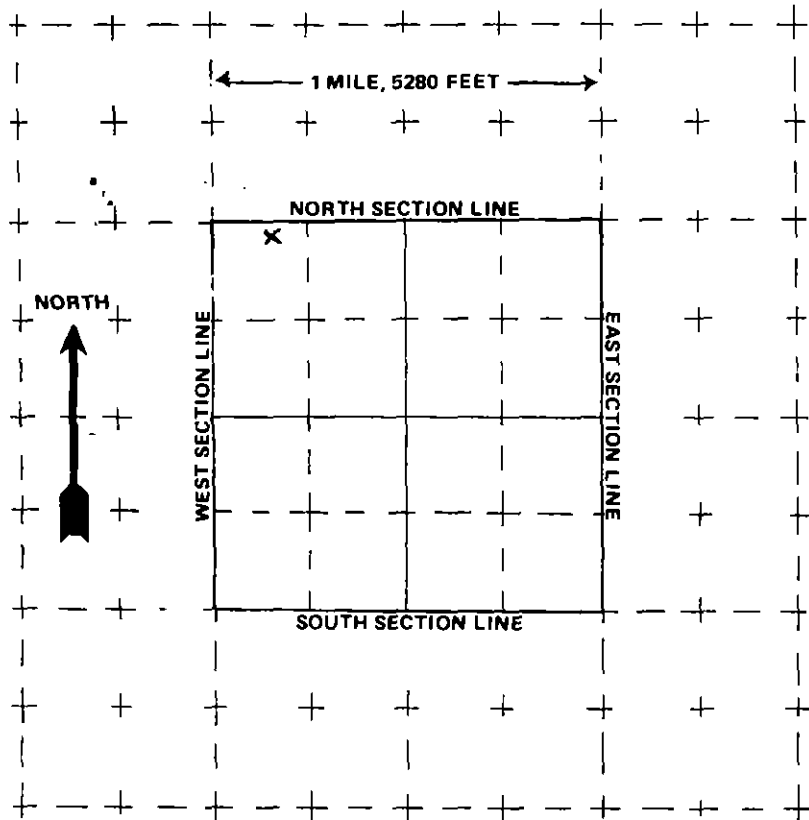 1 MILE, 5280 FEET
NORTH SECTION LINE
X
NORTH
WEST SECTION LINE
EAST SECTION LINE
SOUTH SECTION LINE